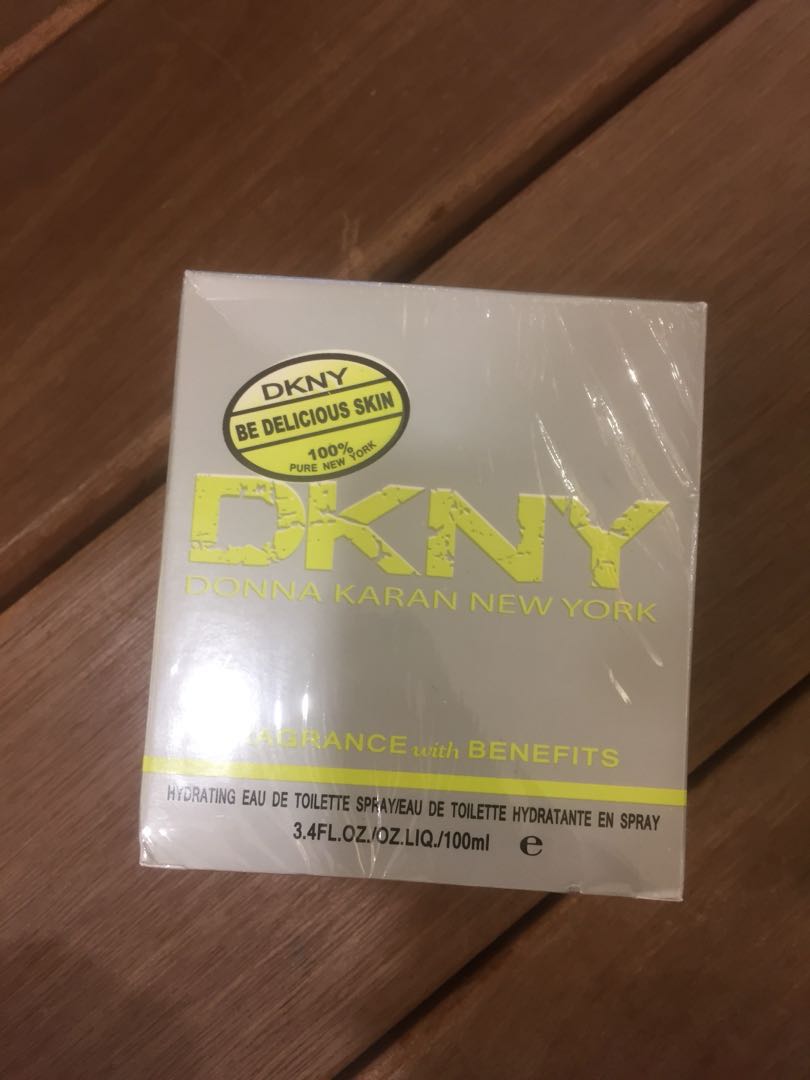 DKNY
BE DELICIOUS SKIN
100%
PURE NEW YORK
DKNY
DONNA KARAN NEW YORK
with BENEFITS
HYDRATING EAU DE TOILETTE SPRAY/EAU DE TOILETTE HYDRATANTE EN SPRAY
3.4FL.OZ./OZ.LIQ./100ml e